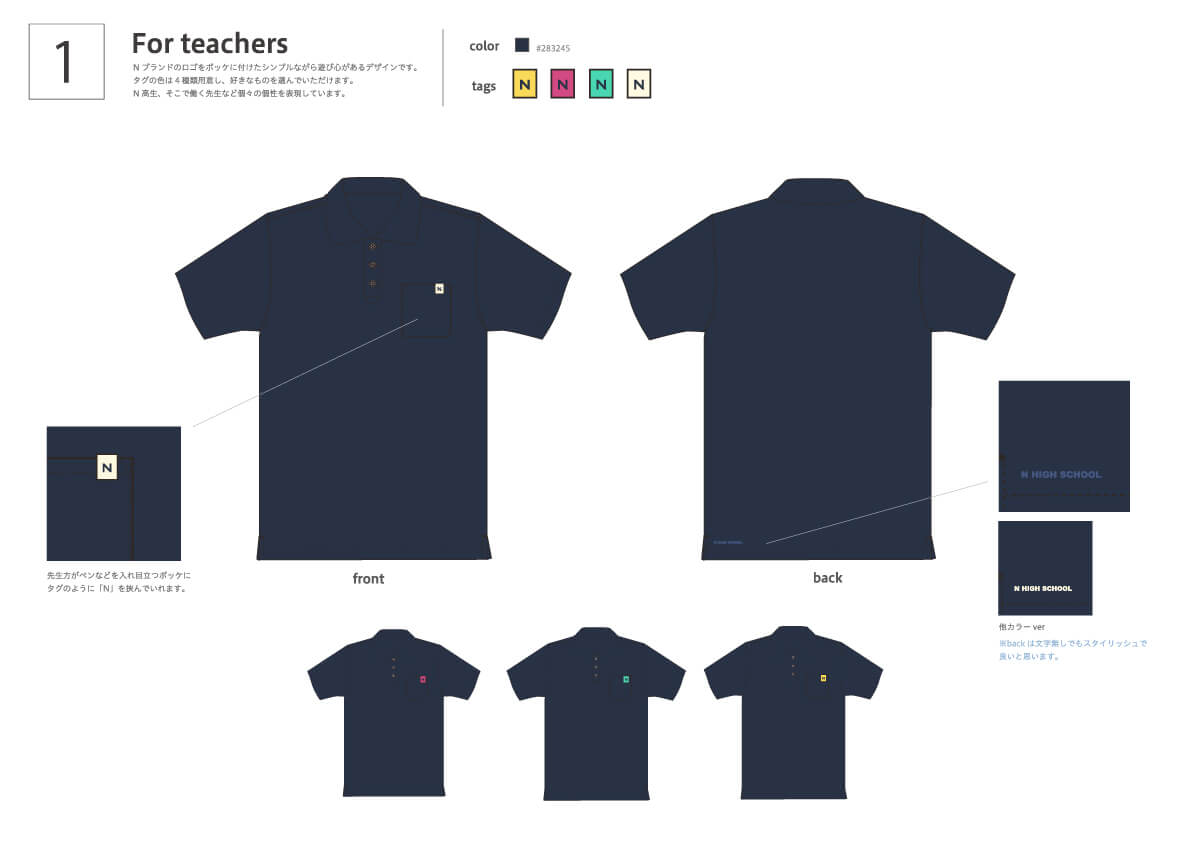 1
For teachers
N ブランドのロゴをポッケに付けたシンプルながら遊び心があるデザインです。
タグの色は４種類用意し、好きなものを選んでいただけます。
N 高生、そこで働く先生など個々の個性を表現しています。
color
#283245
tags
N
N
N
N
N
N
先生方がペンなどを入れ目立つポッケに
タグのように「N」を挟んでいれます。
front
N HIGH SCHOOL
back
N HIGH SCHOOL
N HIGH SCHOOL
他カラー ver
※back は文字無しでもスタイリッシュで
良いと思います。
N
N
N